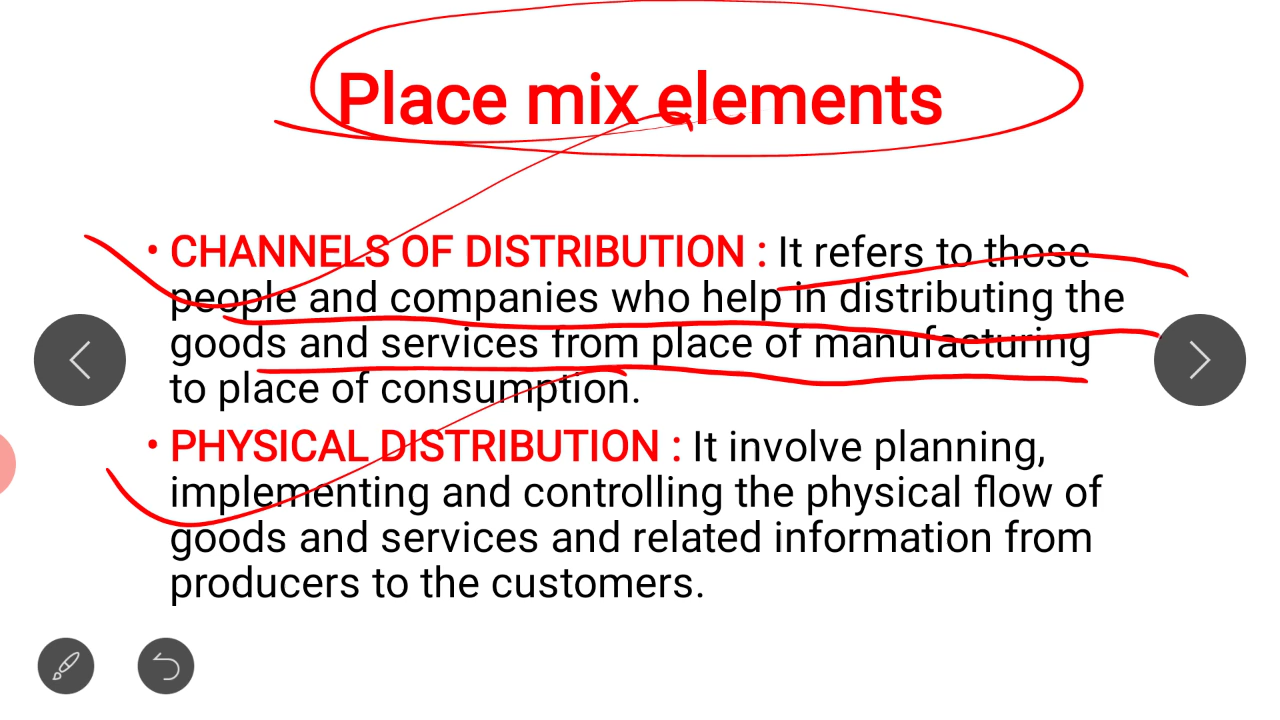 Place mix elements
• CHANNELS OF DISTRIBUTION : It refers to those
people and companies who help in distributing the
goods and services from place of manufacturing
to place of consumption.
• PHYSICAL DISTRIBUTION : It involve planning,
implementing and controlling the physical flow of
goods and services and related information from
producers to the customers.